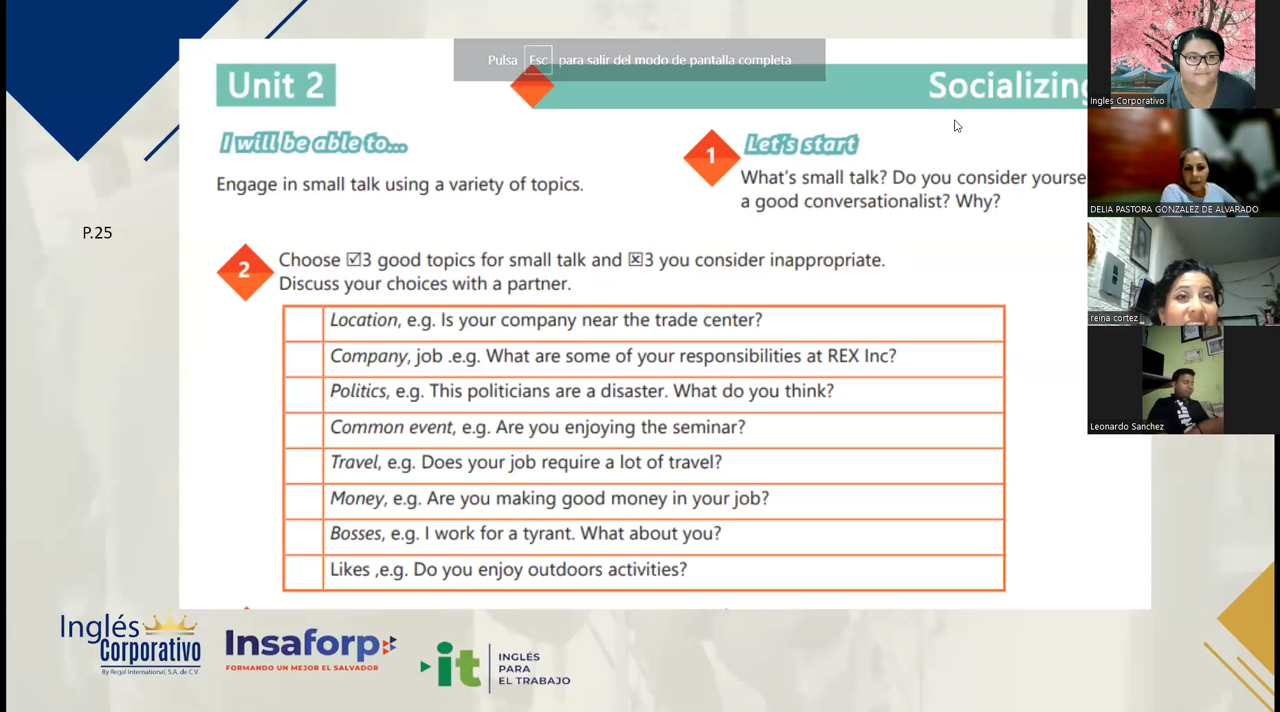 Pulsa Esc para salir del modo de pantalla completa
Unit 2
Socializing
I will be able to...
Engage in small talk using a variety of topics.
1
Let's start
What's small talk? Do you consider yourse
a good conversationalist? Why?
P.25
2
Choose ☑3 good topics for small talk and ☒3 you consider inappropriate.
Discuss your choices with a partner.
Location, e.g. Is your company near the trade center?
Company, job .e.g. What are some of your responsibilities at REX Inc?
Politics, e.g. This politicians are a disaster. What do you think?
Common event, e.g. Are you enjoying the seminar?
Travel, e.g. Does your job require a lot of travel?
Money, e.g. Are you making good money in your job?
Bosses, e.g. I work for a tyrant. What about you?
Likes ,e.g. Do you enjoy outdoors activities?
Ingles Corporativo
DELIA PASTORA GONZALEZ DE ALVARADO
reina cortez
Leonardo Sanchez
Inglés
Corporativo
By Regal International, S.A. de C.V.
Insaforp
FORMANDO UN MEJOR EL SALVADOR
it
INGLÉS
PARA
EL TRABAJO